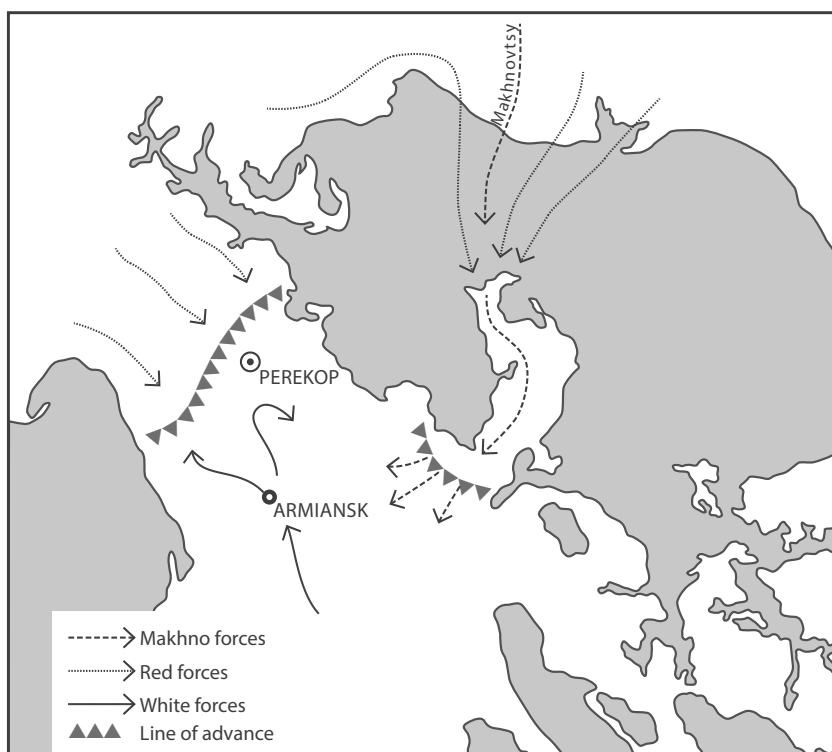 Makhnovtsy
PEREKOP
ARMIANSK
Makhno forces
Red forces
White forces
Line of advance